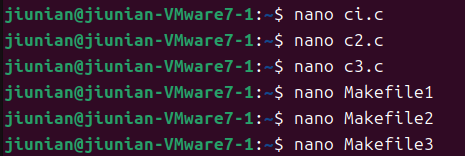 jiunian@jiunian-VMware7-1:~$ nano ci.c
jiunian@jiunian-VMware7-1:~$ nano c2.c
jiunian@jiunian-VMware7-1:~$ nano c3.c
jiunian@jiunian-VMware7-1:~$ nano Makefile1
jiunian@jiunian-VMware7-1:~$ nano Makefile2
jiunian@jiunian-VMware7-1:~$ nano Makefile3